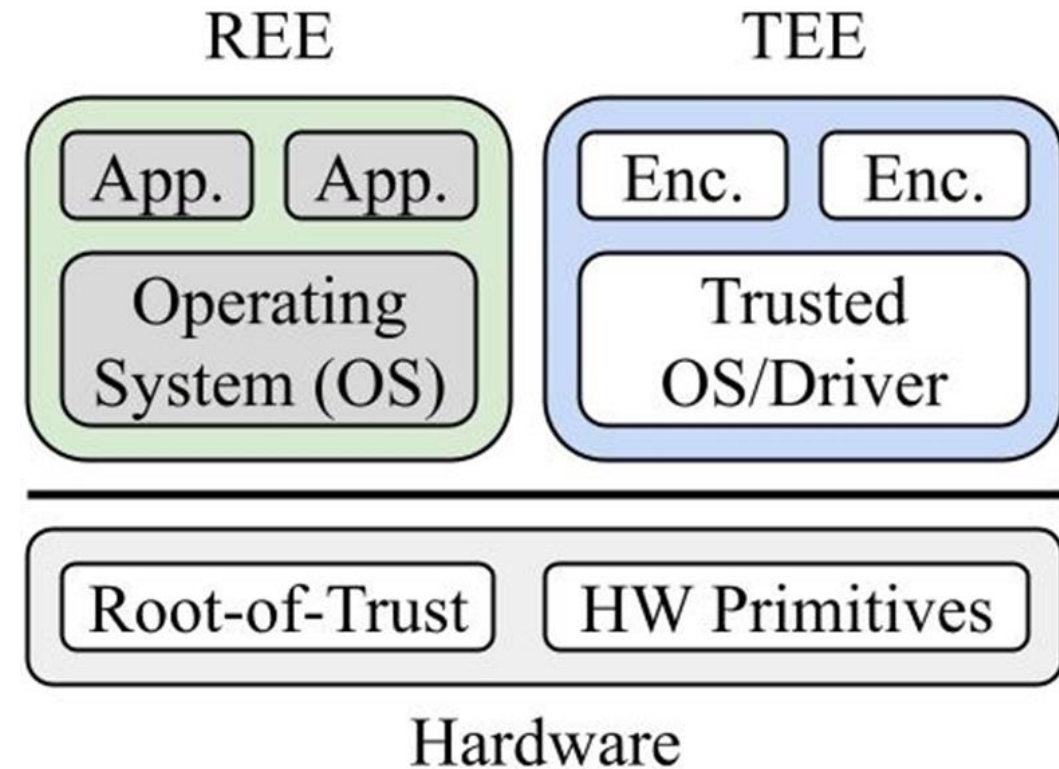 REE
TEE
App.
App.
Enc.
Enc.
Operating
System (OS)
Trusted
OS/Driver
Root-of-Trust
HW Primitives
Hardware